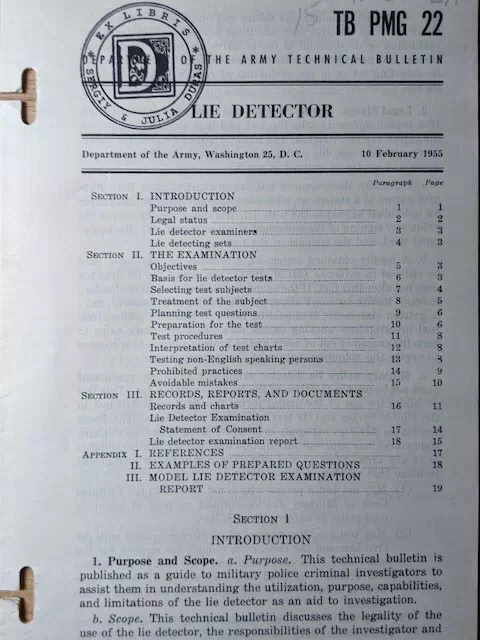 TB PMG 22
EX LIBRIS
D
SERGIY & JULIA DUKAS
DEPARTMENT OF THE ARMY TECHNICAL BULLETIN
LIE DETECTOR
Department of the Army, Washington 25, D. C. 10 February 1955
Paragraph Page
SECTION I. INTRODUCTION
Purpose and scope 1 1
Legal status 2 2
Lie detector examiners 3 3
Lie detecting sets 4 3
SECTION II. THE EXAMINATION
Objectives 5 3
Basis for lie detector tests 6 3
Selecting test subjects 7 4
Treatment of the subject 8 5
Planning test questions 9 6
Preparation for the test 10 6
Test procedures 11 8
Interpretation of test charts 12 8
Testing non-English speaking persons 13 8
Prohibited practices 14 9
Avoidable mistakes 15 10
SECTION III. RECORDS, REPORTS, AND DOCUMENTS
Records and charts 16 11
Lie Detector Examination
Statement of Consent 17 14
Lie detector examination report 18 15
APPENDIX I. REFERENCES 17
II. EXAMPLES OF PREPARED QUESTIONS 18
III. MODEL LIE DETECTOR EXAMINATION
REPORT 19
SECTION I
INTRODUCTION
1. Purpose and Scope. a. Purpose. This technical bulletin is
published as a guide to military police criminal investigators to
assist them in understanding the utilization, purpose, capabilities,
and limitations of the lie detector as an aid to investigation.
b. Scope. This technical bulletin discusses the legality of the
use of the lie detector, the responsibilities of the investigator and